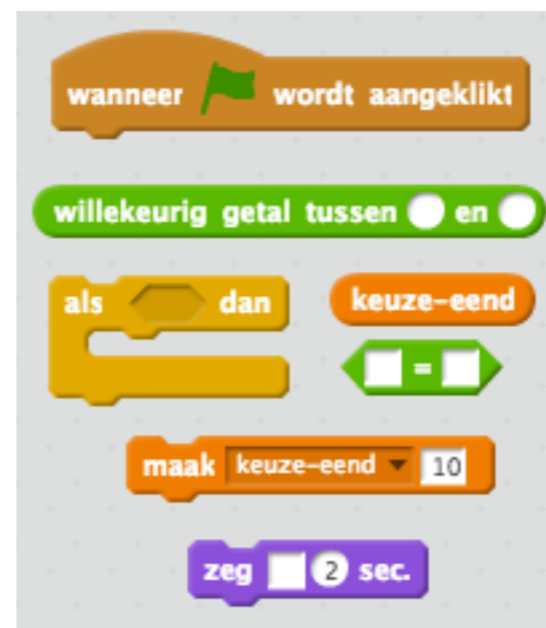 wanneer wordt aangeklikt
willekeurig getal tussen en
als dan
keuze-eend
=
maak keuze-eend 10
zeg 2 sec.